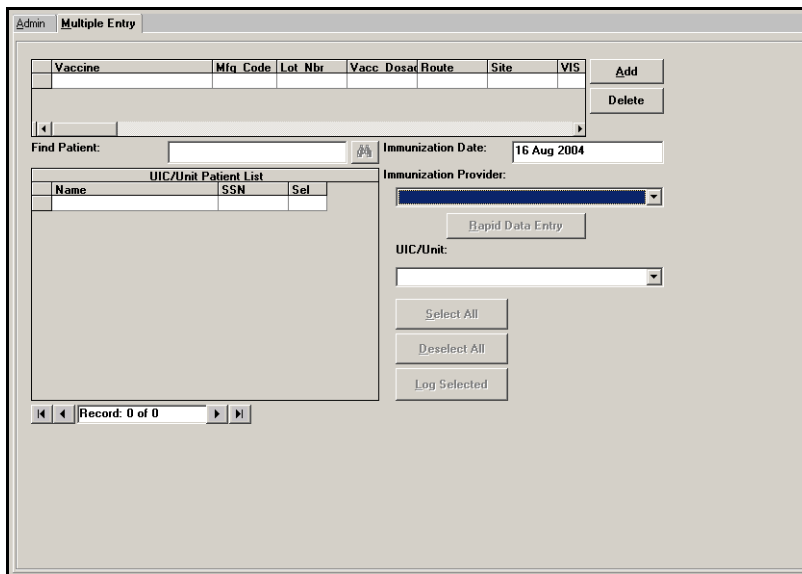 Admin Multiple Entry
Vaccine Mfg Code Lot Nbr Vacc Dosag Route Site VIS
Add
Delete
Find Patient: Immunization Date: 16 Aug 2004
UIC/Unit Patient List Immunization Provider:
Name SSN Sel
Rapid Data Entry
UIC/Unit:
Select All
Deselect All
Log Selected
Record: 0 of 0